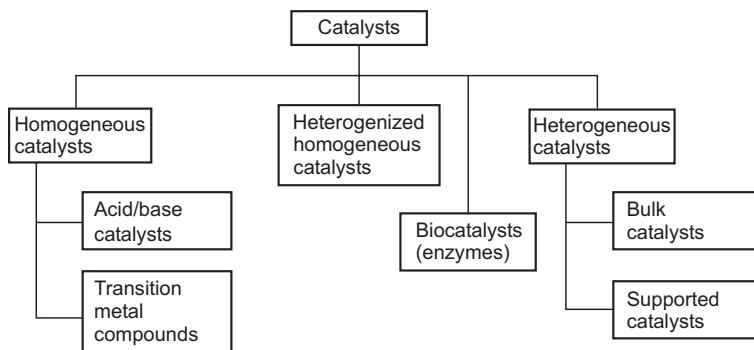 Catalysts
Homogeneous
catalysts
Heterogenized
homogeneous
catalysts
Heterogeneous
catalysts
Acid/base
catalysts
Biocatalysts
(enzymes)
Bulk
catalysts
Transition
metal
compounds
Supported
catalysts